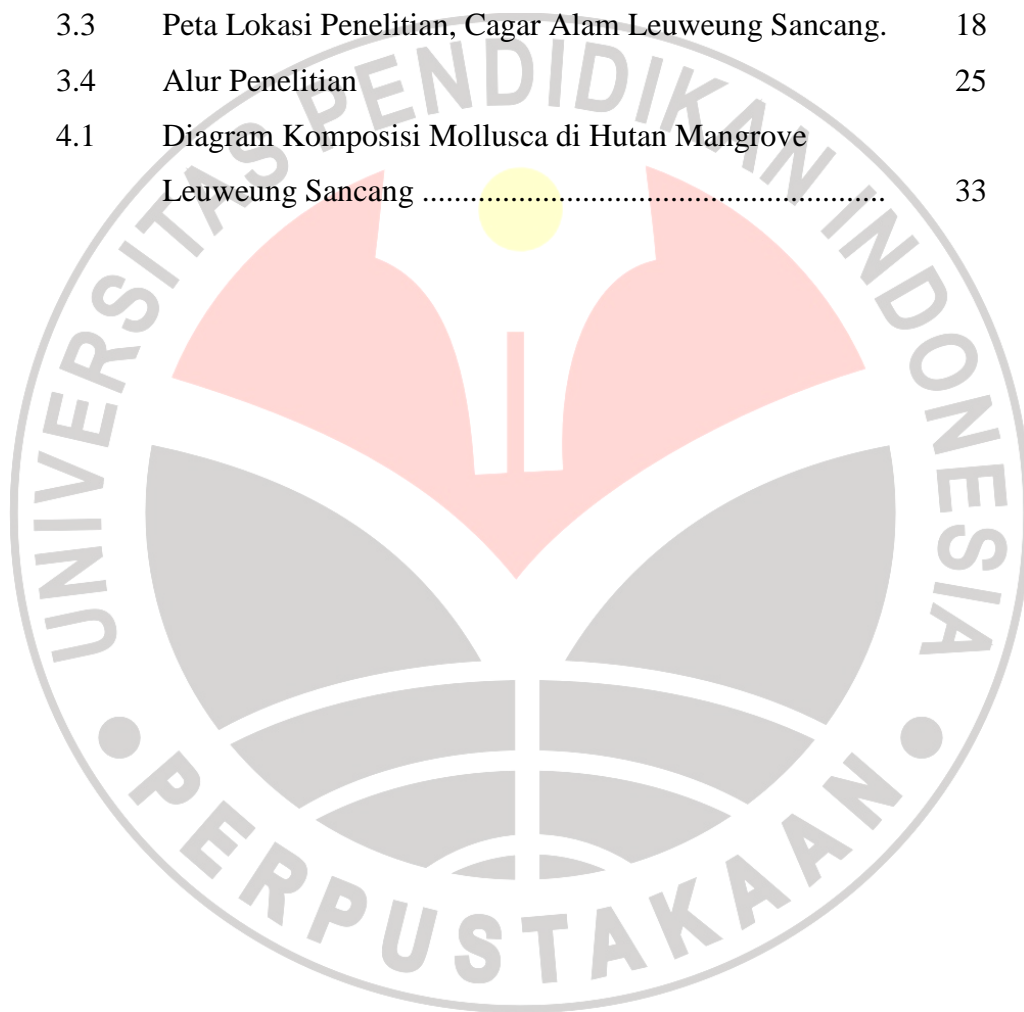 3.3 Peta Lokasi Penelitian, Cagar Alam Leuweung Sancang. 18
3.4 Alur Penelitian 25
4.1 Diagram Komposisi Mollusca di Hutan Mangrove
Leuweung Sancang .......................................................... 33
UNIVERSITAS PENDIDIKAN INDONESIA
PERPUSTAKAAN